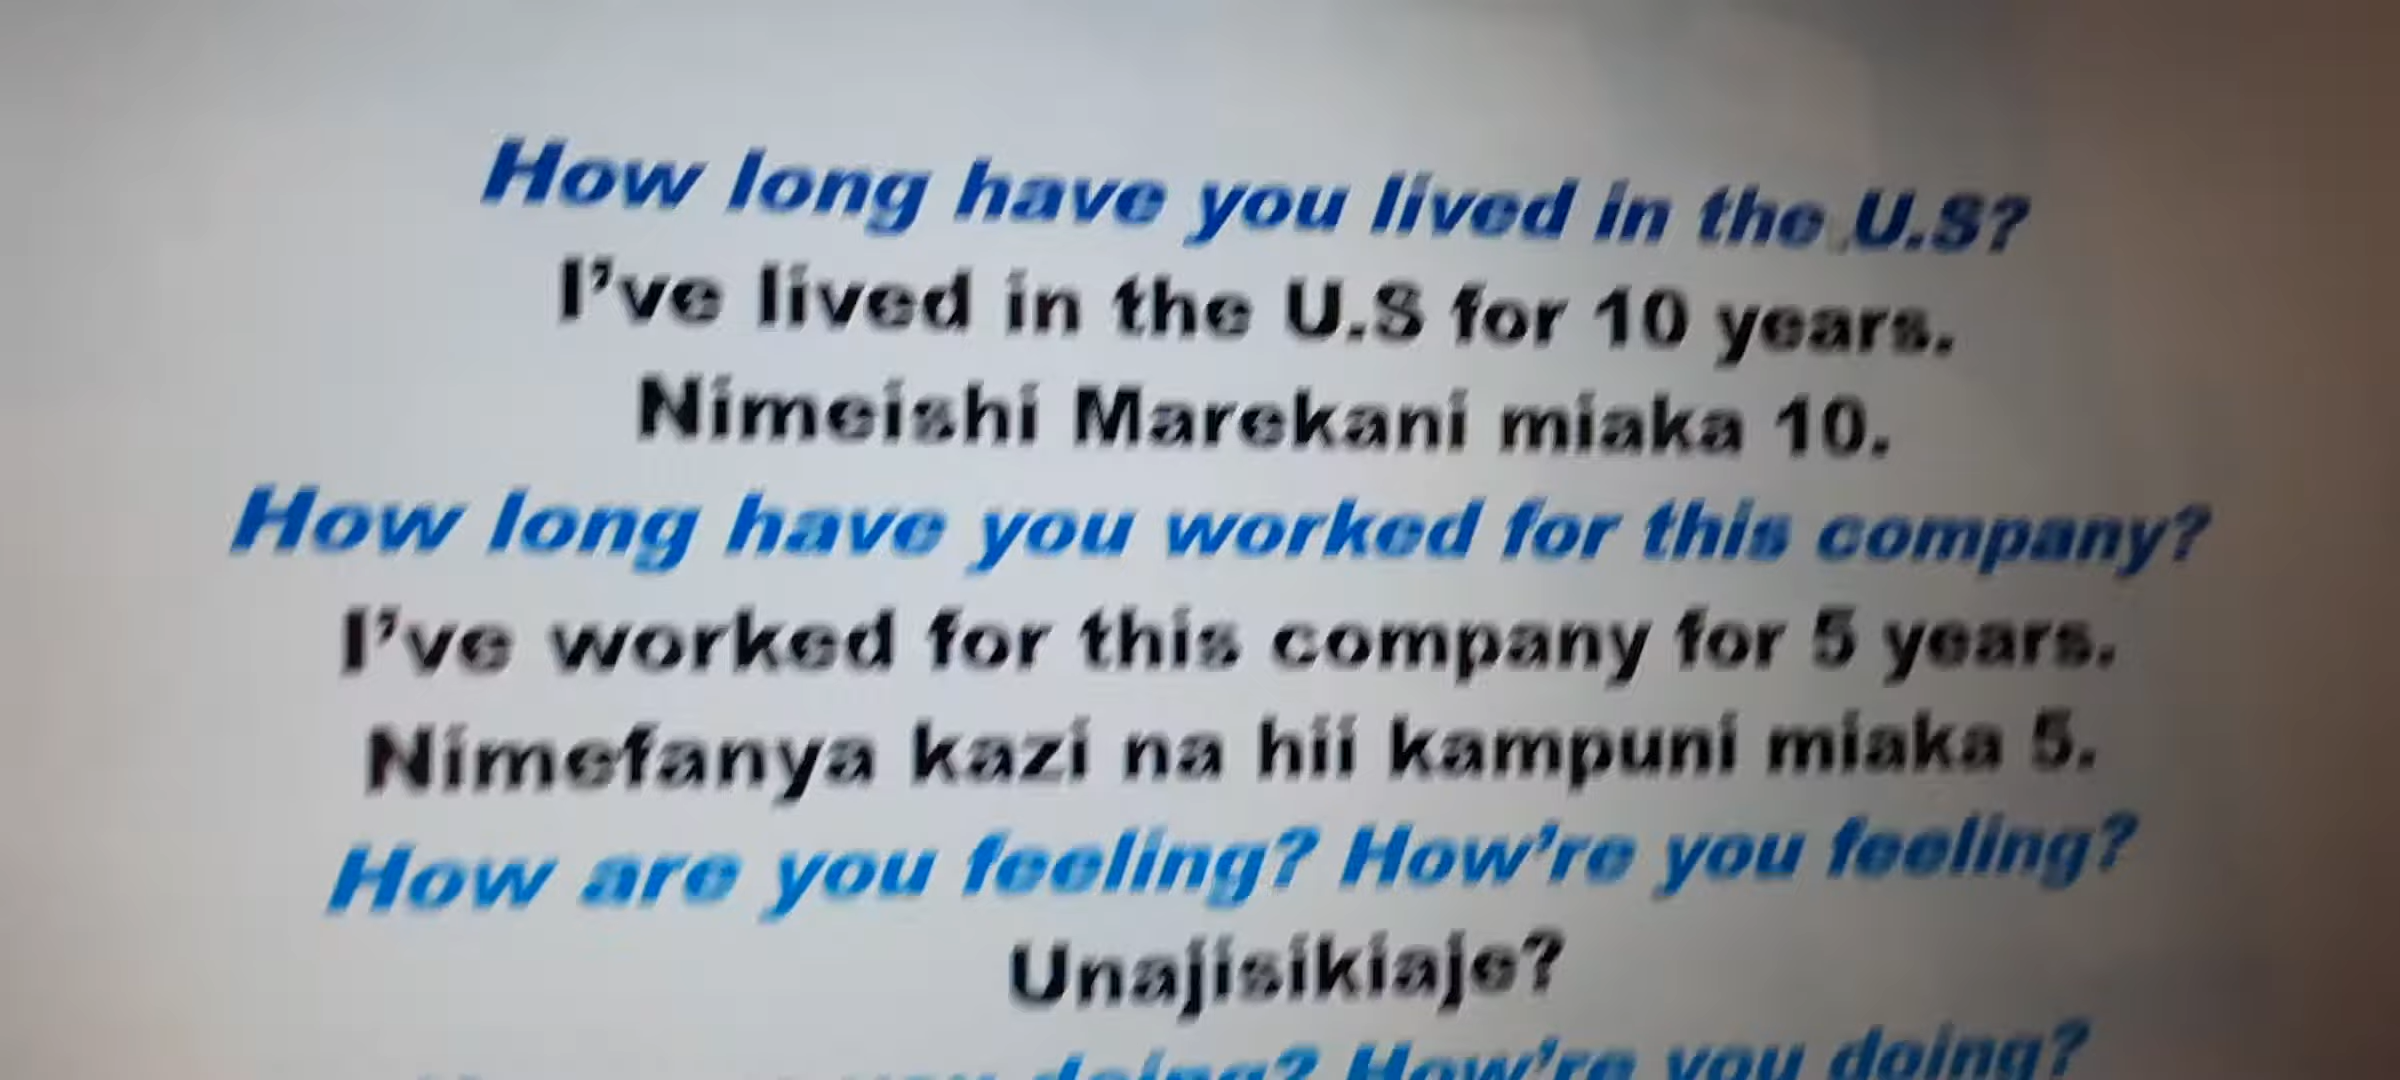 How long have you lived in the U.S?
I've lived in the U.S for 10 years.
Nimeishi Marekani miaka 10.
How long have you worked for this company?
I've worked for this company for 5 years.
Nimefanya kazi na hii kampuni miaka 5.
How are you feeling? How're you feeling?
Unajisikiaje?
you doing? How're you doing?